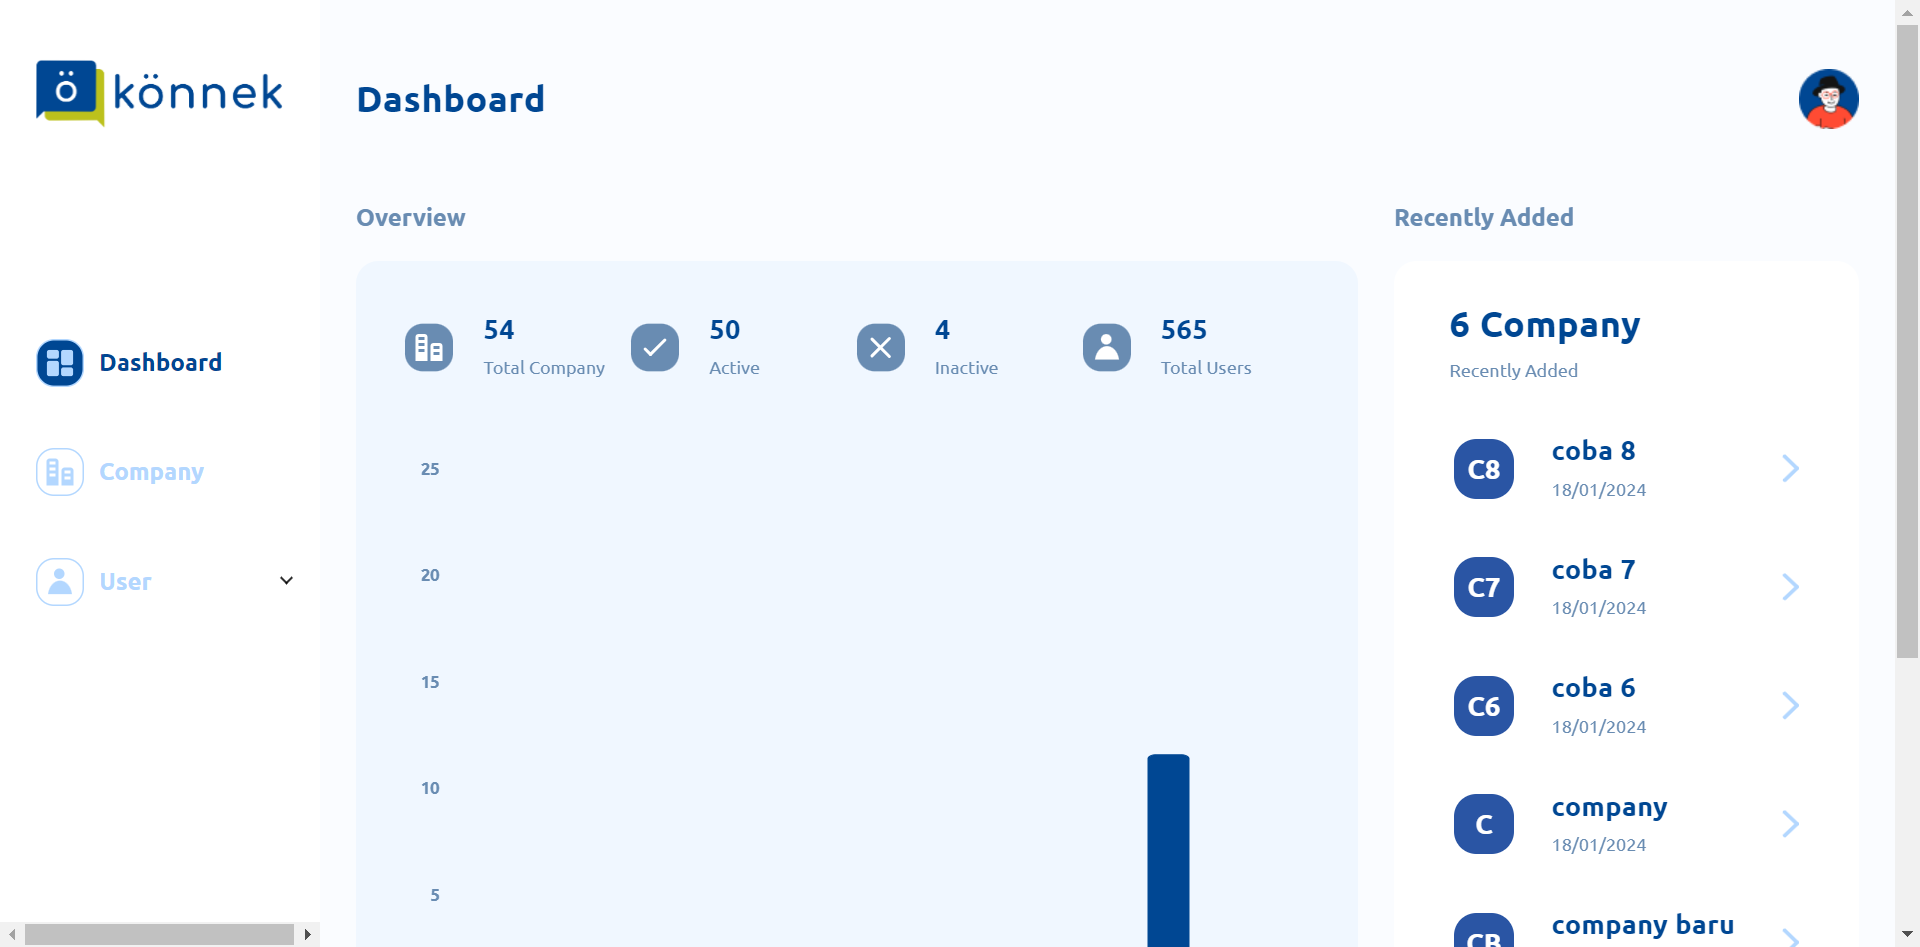 ö könnek
Dashboard
Company
User
Dashboard
Overview
54
Total Company
50
Active
4
Inactive
565
Total Users
25
20
15
10
5
Recently Added
6 Company
Recently Added
C8
coba 8
18/01/2024
C7
coba 7
18/01/2024
C6
coba 6
18/01/2024
C
company
18/01/2024
CB
company baru